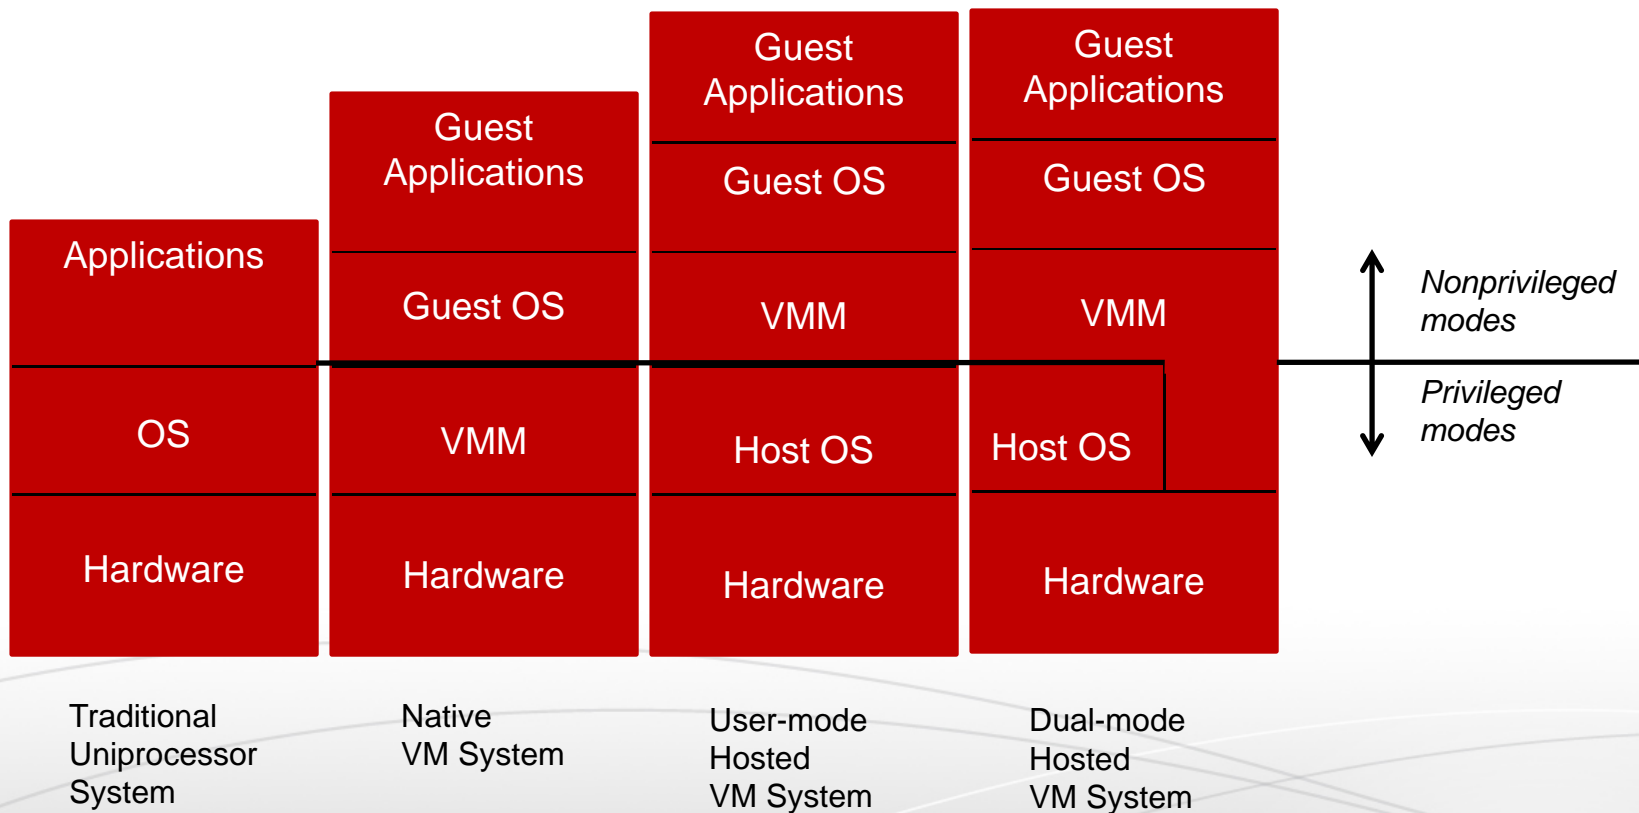 Applications
OS
Hardware
Traditional
Uniprocessor
System
Guest
Applications
Guest OS
VMM
Hardware
Native
VM System
Guest
Applications
Guest OS
VMM
Host OS
Hardware
User-mode
Hosted
VM System
Guest
Applications
Guest OS
VMM
Host OS
Hardware
Dual-mode
Hosted
VM System
Nonprivileged
modes
Privileged
modes